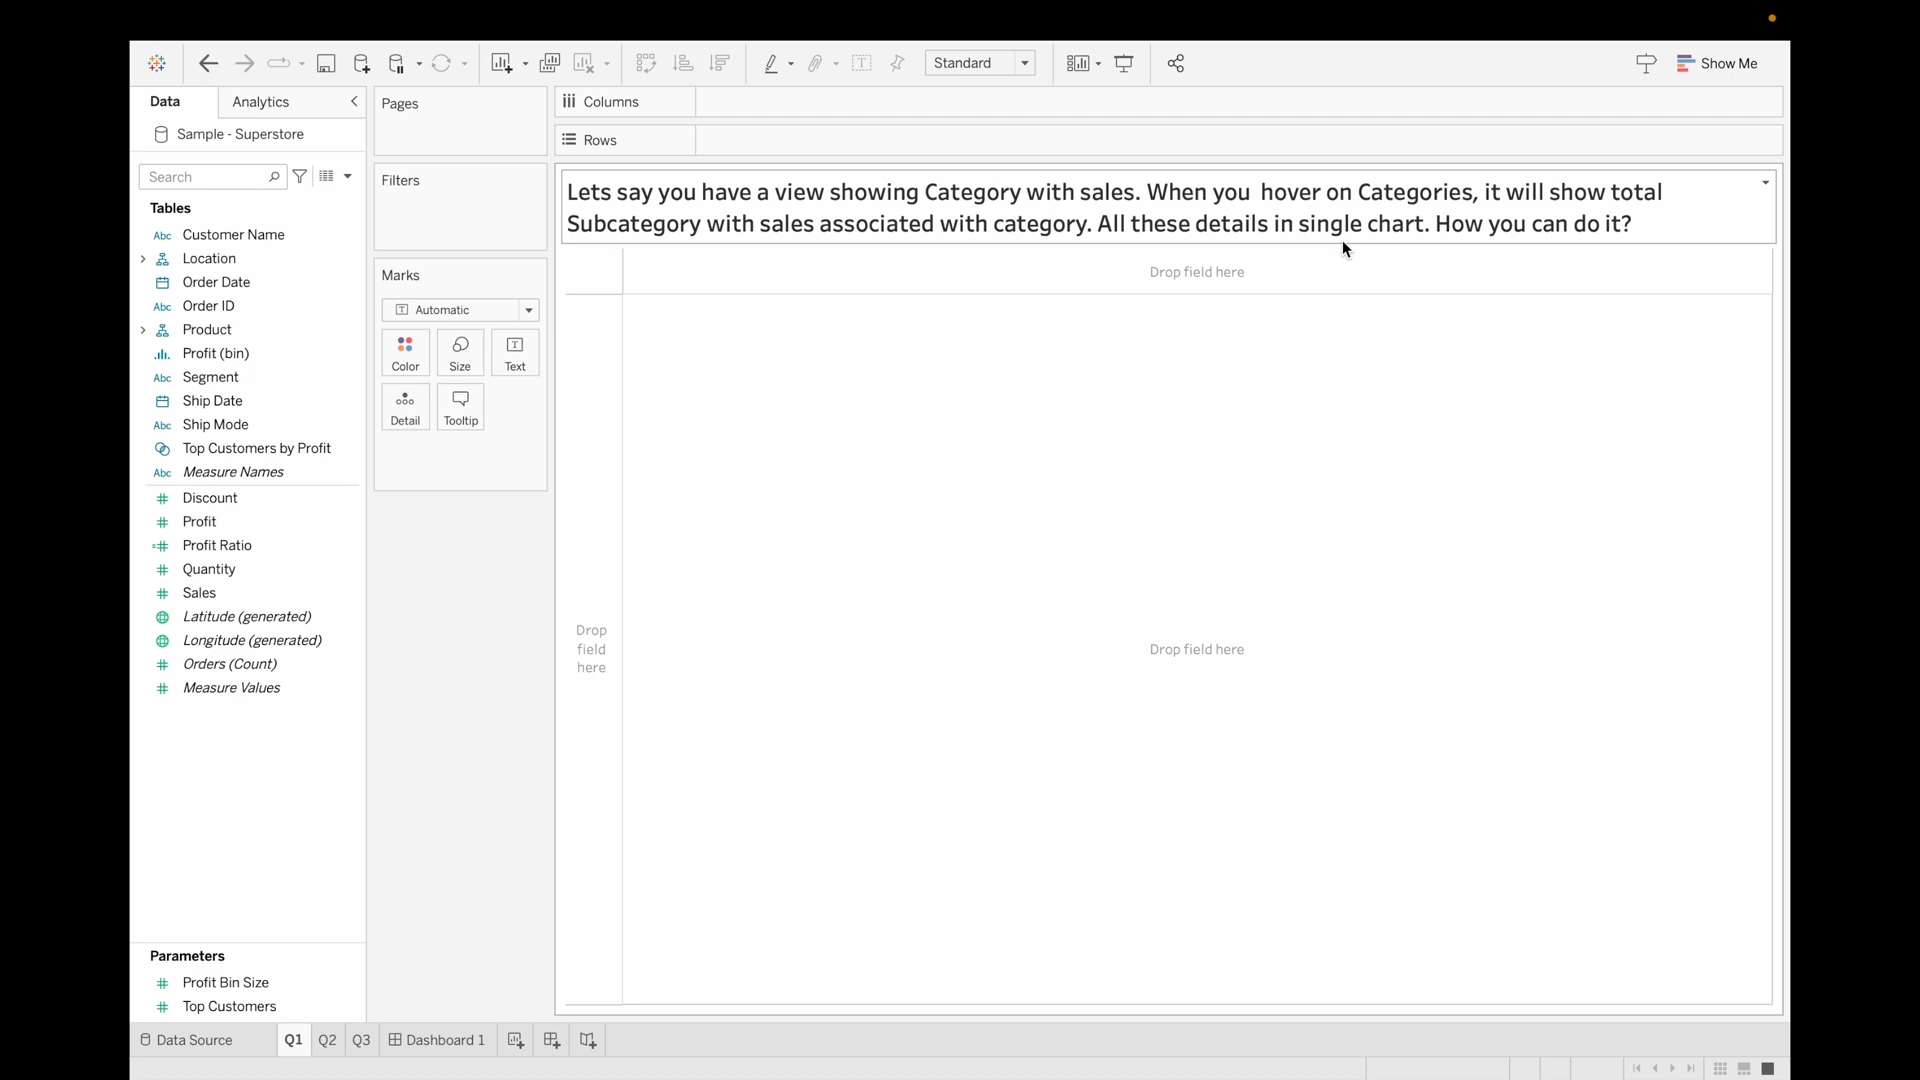 Standard
Show Me
Data
Analytics
Pages
Columns
Sample - Superstore
Rows
Search
Filters
Lets say you have a view showing Category with sales. When you  hover on Categories, it will show total
Subcategory with sales associated with category. All these details in single chart. How you can do it?
Tables
Abc Customer Name
Location
Order Date
Abc Order ID
Product
Profit (bin)
Abc Segment
Ship Date
Abc Ship Mode
Top Customers by Profit
Abc Measure Names
Discount
Profit
Profit Ratio
Quantity
Sales
Latitude (generated)
Longitude (generated)
Orders (Count)
Measure Values
Marks
Automatic
Color
Size
Text
Detail
Tooltip
Drop field here
Drop
field
here
Drop field here
Parameters
Profit Bin Size
Top Customers
Data Source
Q1
Q2
Q3
Dashboard 1